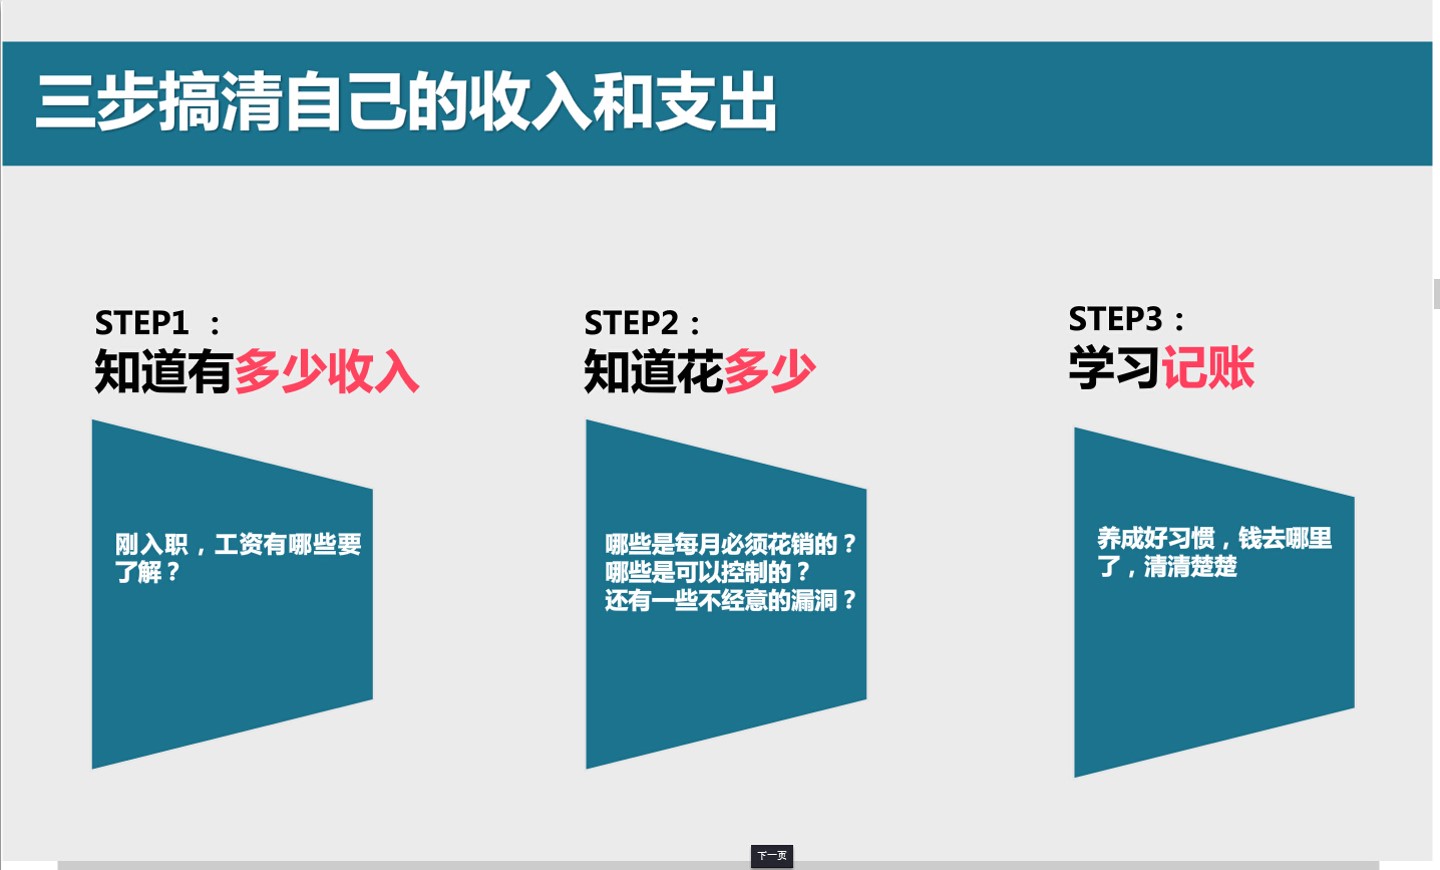 三步搞清自己的收入和支出
STEP1 ：
知道有多少收入
刚入职，工资有哪些要
了解？
STEP2：
知道花多少
哪些是每月必须花销的？
哪些是可以控制的？
还有一些不经意的漏洞？
STEP3：
学习记账
养成好习惯，钱去哪里
了，清清楚楚
下一页